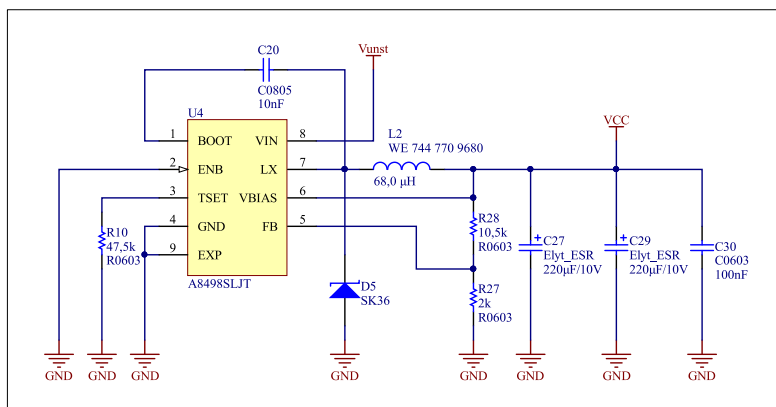 C20
C0805
10nF
Vunst
U4
1 BOOT VIN 8
2 ENB LX 7
3 TSET VBIAS 6
4 GND FB 5
9 EXP
A8498SLJT
L2
WE 744 770 9680
68,0 µH
VCC
R10
47,5k
R0603
R28
10,5k
R0603
R27
2k
R0603
C27
Elyt_ESR
220µF/10V
C29
Elyt_ESR
220µF/10V
C30
C0603
100nF
D5
SK36
GND GND GND GND GND GND GND GND